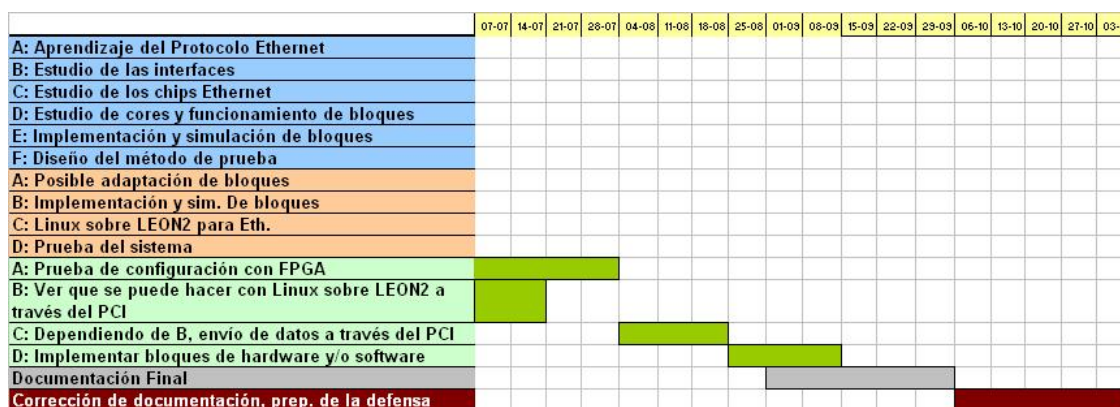 07-07 14-07 21-07 28-07 04-08 11-08 18-08 25-08 01-09 08-09 15-09 22-09 29-09 06-10 13-10 20-10 27-10 03-
A: Aprendizaje del Protocolo Ethernet
B: Estudio de las interfaces
C: Estudio de los chips Ethernet
D: Estudio de cores y funcionamiento de bloques
E: Implementación y simulación de bloques
F: Diseño del método de prueba
A: Posible adaptación de bloques
B: Implementación y sim. De bloques
C: Linux sobre LEON2 para Eth.
D: Prueba del sistema
A: Prueba de configuración con FPGA
B: Ver que se puede hacer con Linux sobre LEON2 a
través del PCI
C: Dependiendo de B, envío de datos a través del PCI
D: Implementar bloques de hardware y/o software
Documentación Final
Corrección de documentación, prep. de la defensa